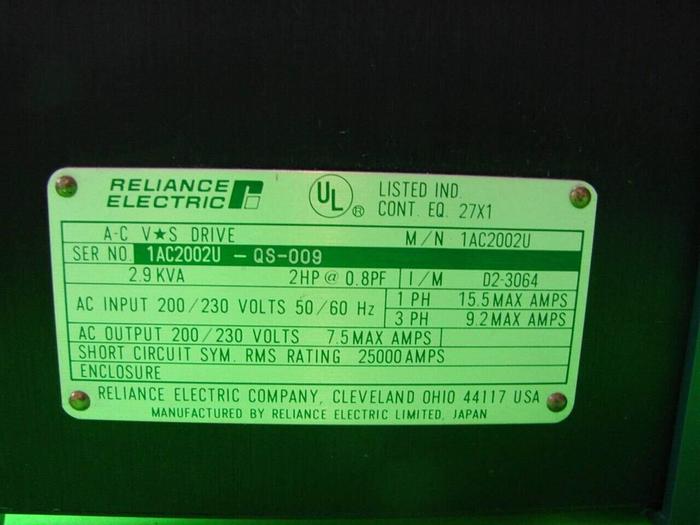 RELIANCE ELECTRIC
UL ®
LISTED IND.
CONT. EQ. 27X1
A-C V★S DRIVE M/N 1AC2002U
SER NO. 1AC2002U - QS-009
2.9 KVA 2HP @ 0.8PF I/M D2-3064
AC INPUT 200/230 VOLTS 50/60 Hz
1 PH 15.5 MAX AMPS
3 PH 9.2 MAX AMPS
AC OUTPUT 200/230 VOLTS 7.5 MAX AMPS
SHORT CIRCUIT SYM. RMS RATING 25000 AMPS
ENCLOSURE
RELIANCE ELECTRIC COMPANY, CLEVELAND OHIO 44117 USA
MANUFACTURED BY RELIANCE ELECTRIC LIMITED, JAPAN